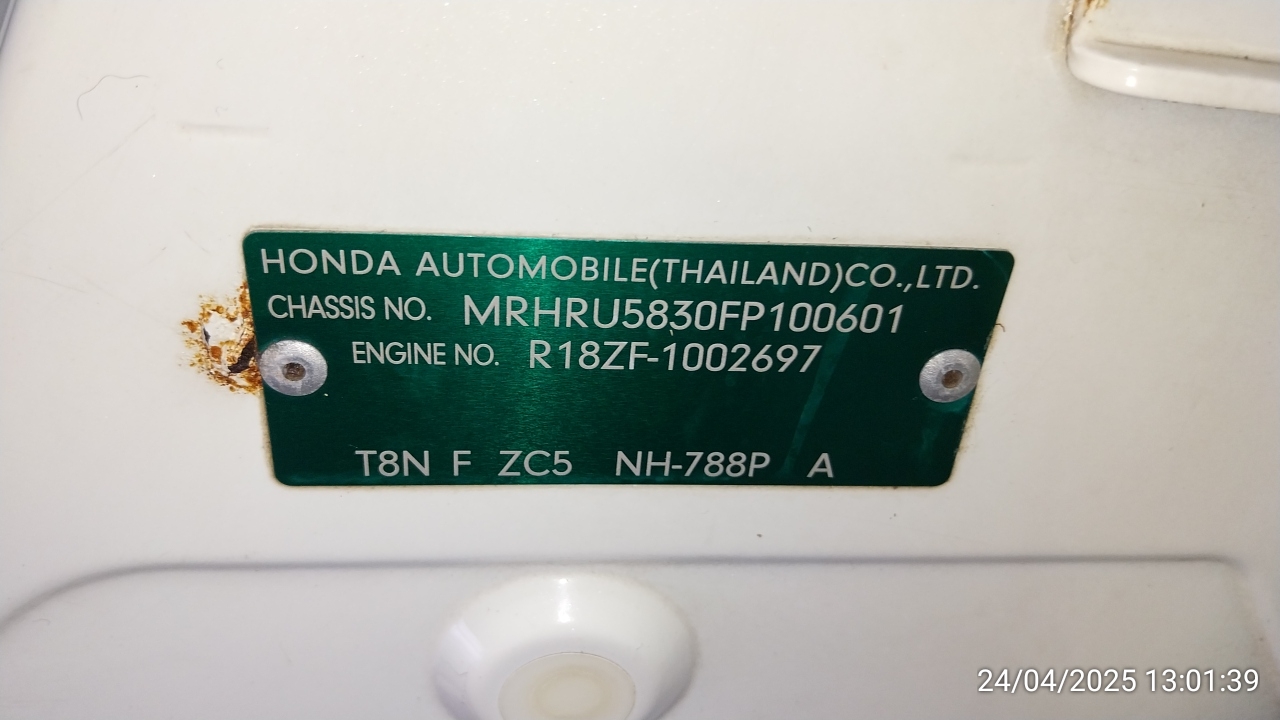 HONDA AUTOMOBILE(THAILAND)CO.,LTD.
CHASSIS NO. MRHRU5830FP100601
ENGINE NO. R18ZF-1002697
T8N F ZC5 NH-788P A
24/04/2025 13:01:39